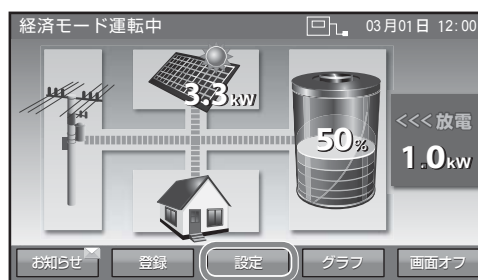 経済モード運転中 03月01日 12:00
3.3kW
50%
<<< 放電
1.0kW
お知らせ 登録 設定 グラフ 画面オフ